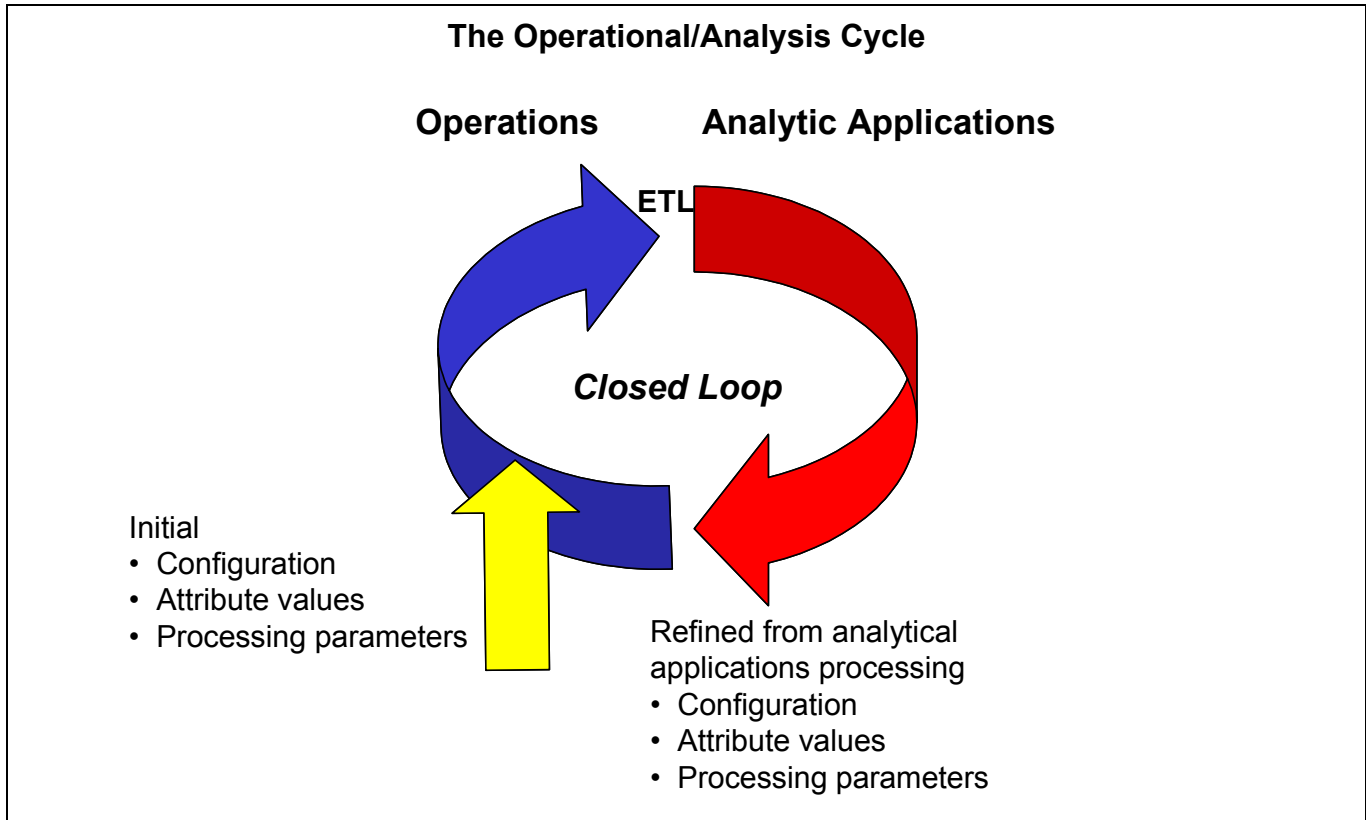 The Operational/Analysis Cycle
Operations
Analytic Applications
ETL
Closed Loop
Initial
• Configuration
• Attribute values
• Processing parameters
Refined from analytical
applications processing
• Configuration
• Attribute values
• Processing parameters